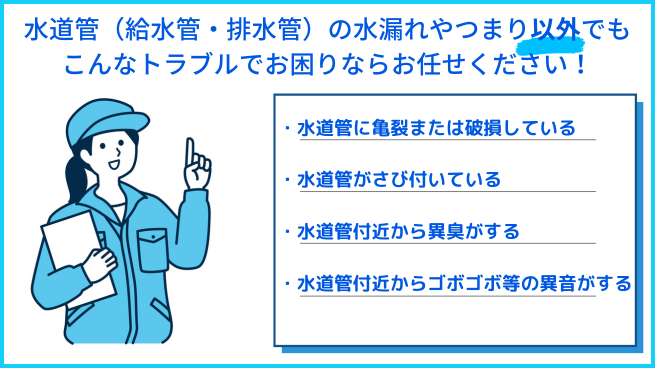 水道管（給水管・排水管）の水漏れやつまり以外でも
こんなトラブルでお困りならお任せください！
・水道管に亀裂または破損している
・水道管がさび付いている
・水道管付近から異臭がする
・水道管付近からゴボゴボ等の異音がする